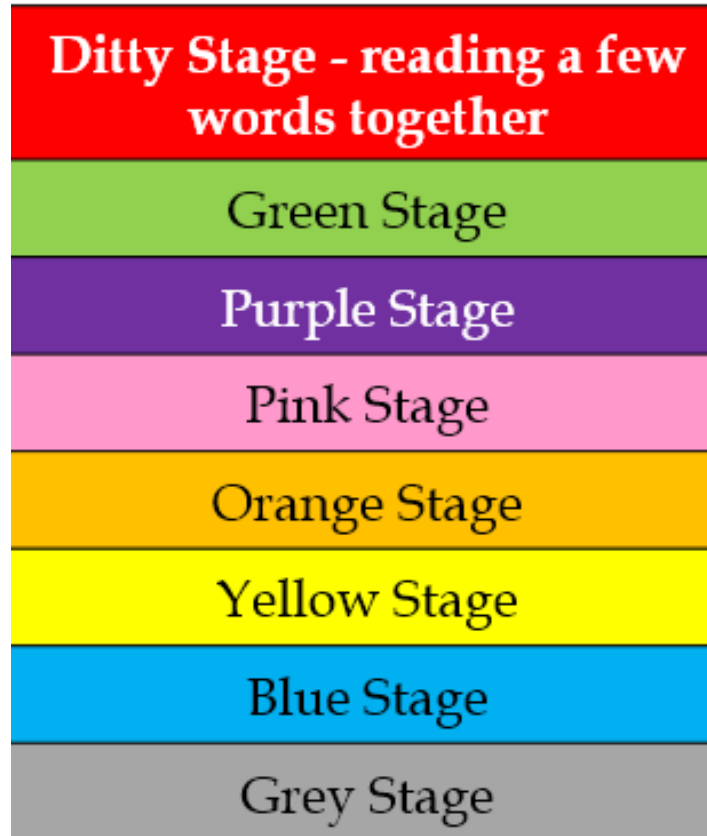 Ditty Stage - reading a few
words together
Green Stage
Purple Stage
Pink Stage
Orange Stage
Yellow Stage
Blue Stage
Grey Stage